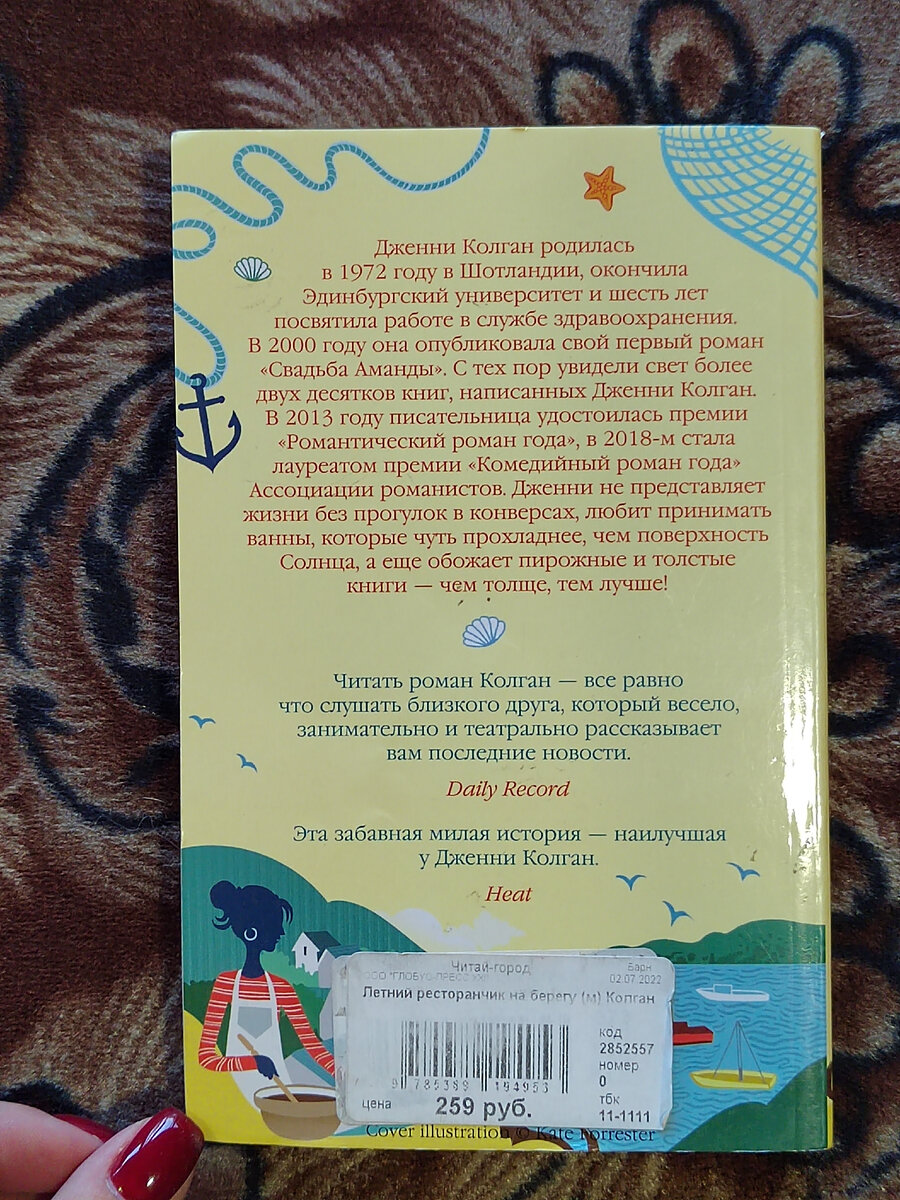 Дженни Колган родилась
в 1972 году в Шотландии, окончила
Эдинбургский университет и шесть лет
посвятила работе в службе здравоохранения.
В 2000 году она опубликовала свой первый роман
«Свадьба Аманды». С тех пор увидели свет более
двух десятков книг, написанных Дженни Колган.
В 2013 году писательница удостоилась премии
«Романтический роман года», в 2018-м стала
лауреатом премии «Комедийный роман года»
Ассоциации романистов. Дженни не представляет
жизни без прогулок в конверсах, любит принимать
ванны, которые чуть прохладнее, чем поверхность
Солнца, а еще обожает пирожные и толстые
книги — чем толще, тем лучше!
Читать роман Колган — все равно
что слушать близкого друга, который весело,
занимательно и театрально рассказывает
вам последние новости.
Daily Record
Эта забавная милая история — наилучшая
у Дженни Колган.
Heat
Читай-город
Барн
ООО "ГЛОБУС-ПРЕСС
02.07.2022
Летний ресторанчик на берегу (м) Колган
код
2852557
номер
0
тбк
11-1111
цена 259 руб.
Cover illustration © Kate Forrester